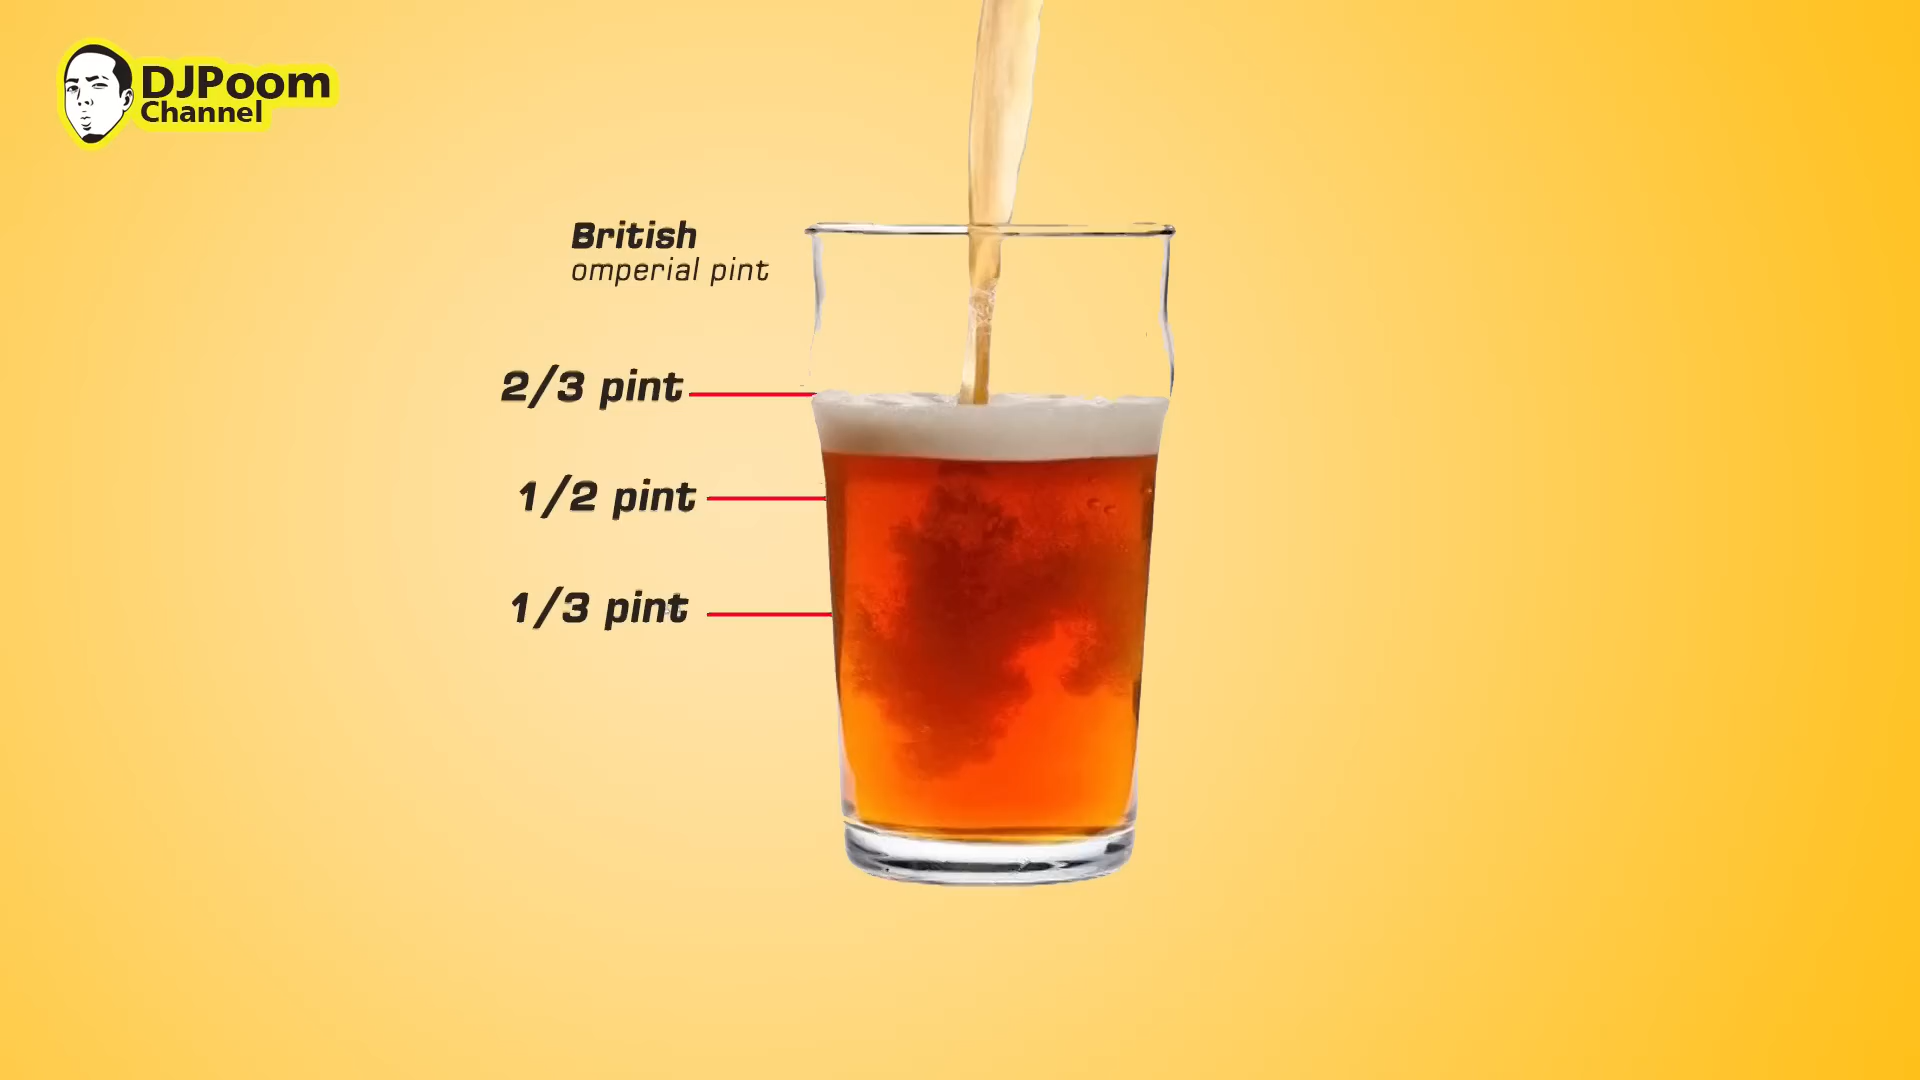 DJPoom
Channel
British
omperial pint
2/3 pint
1/2 pint
1/3 pint